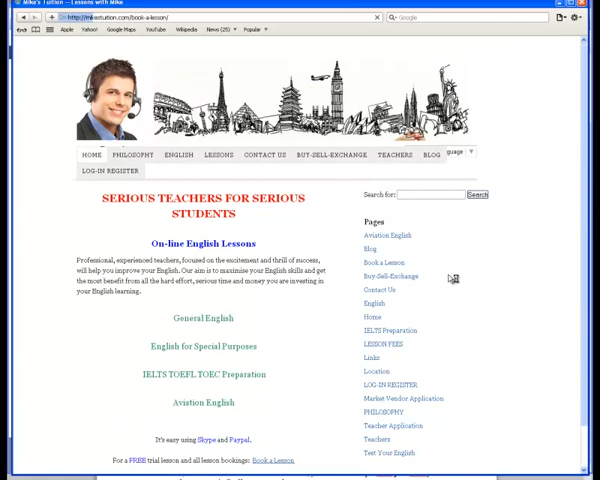 Mike's Tuition — Lessons with Mike
http://mikestuition.com/book-a-lesson/
Google
Apple Yahoo! Google Maps YouTube Wikipedia News (25) Popular
HOME PHILOSOPHY ENGLISH LESSONS CONTACT US BUY-SELL-EXCHANGE TEACHERS BLOG
LOG-IN REGISTER
SERIOUS TEACHERS FOR SERIOUS
STUDENTS
On-line English Lessons
Professional, experienced teachers, focused on the excitement and thrill of success,
will help you improve your English. Our aim is to maximise your English skills and get
the most benefit from all the hard effort, serious time and money you are investing in
your English learning.
General English
English for Special Purposes
IELTS TOEFL TOEC Preparation
Aviation English
It's easy using Skype and Paypal.
For a FREE trial lesson and all lesson bookings: Book a Lesson
Search for: Search
Pages
Aviation English
Blog
Book a Lesson
Buy-Sell-Exchange
Contact Us
English
Home
IELTS Preparation
LESSON FEES
Links
Location
LOG-IN REGISTER
Market Vendor Application
PHILOSOPHY
Teacher Application
Teachers
Test Your English